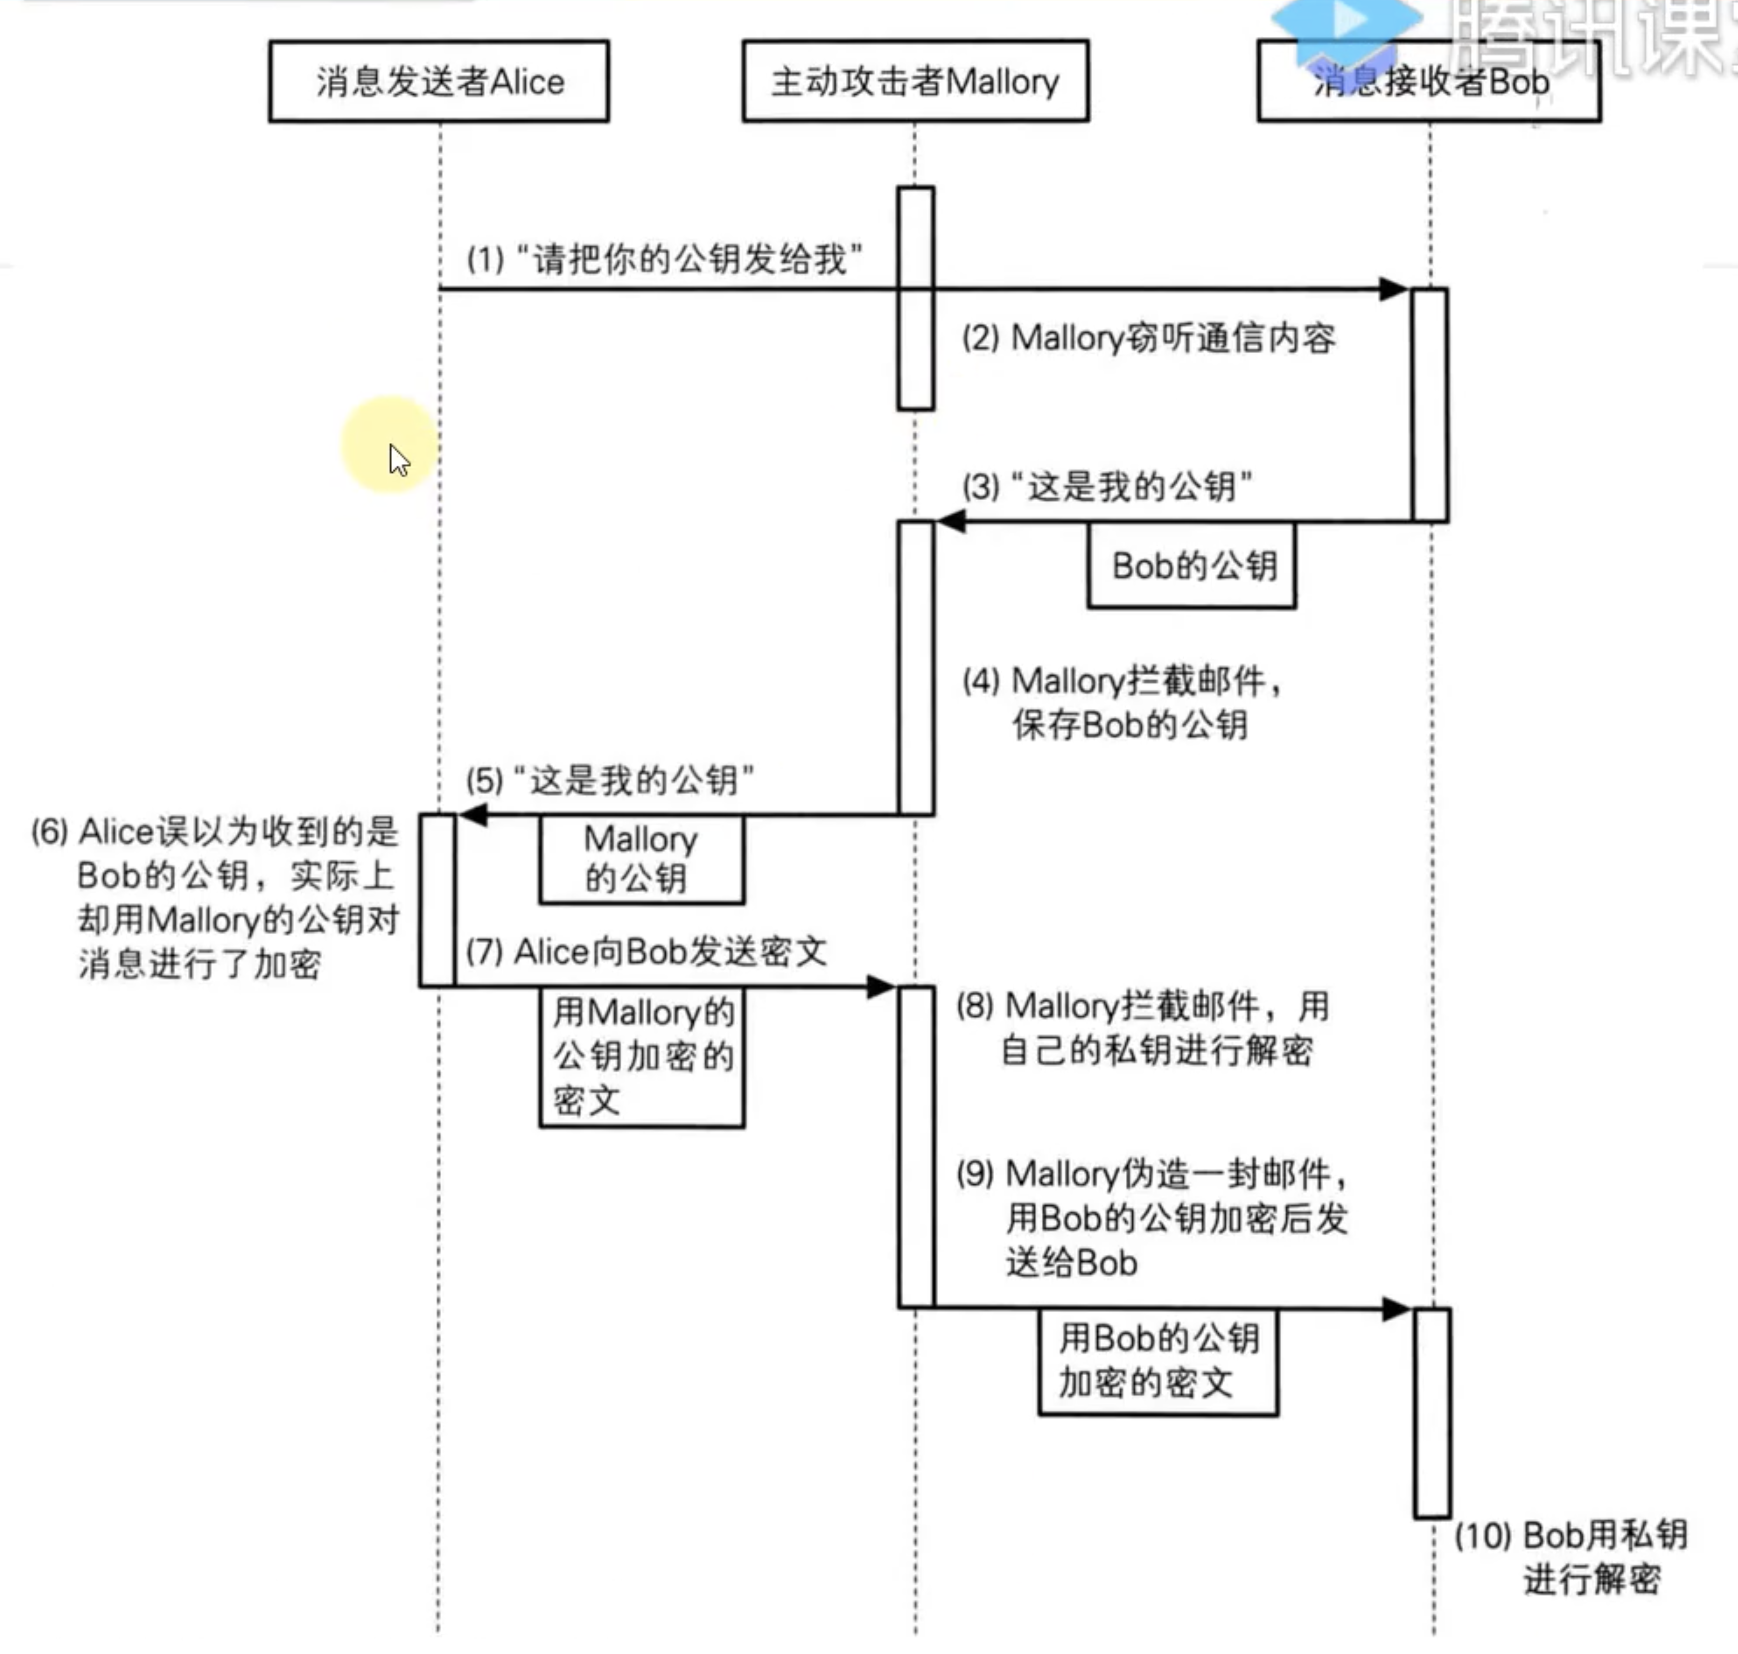 腾讯课
消息发送者Alice
主动攻击者Mallory
消息接收者Bob
(1) “请把你的公钥发给我”
(2) Mallory窃听通信内容
(3) “这是我的公钥”
Bob的公钥
(4) Mallory拦截邮件，
保存Bob的公钥
(5) “这是我的公钥”
Mallory
的公钥
(6) Alice误以为收到的是
Bob的公钥，实际上
却用Mallory的公钥对
消息进行了加密
(7) Alice向Bob发送密文
用Mallory的
公钥加密的
密文
(8) Mallory拦截邮件，用
自己的私钥进行解密
(9) Mallory伪造一封邮件，
用Bob的公钥加密后发
送给Bob
用Bob的公钥
加密的密文
(10) Bob用私钥
进行解密